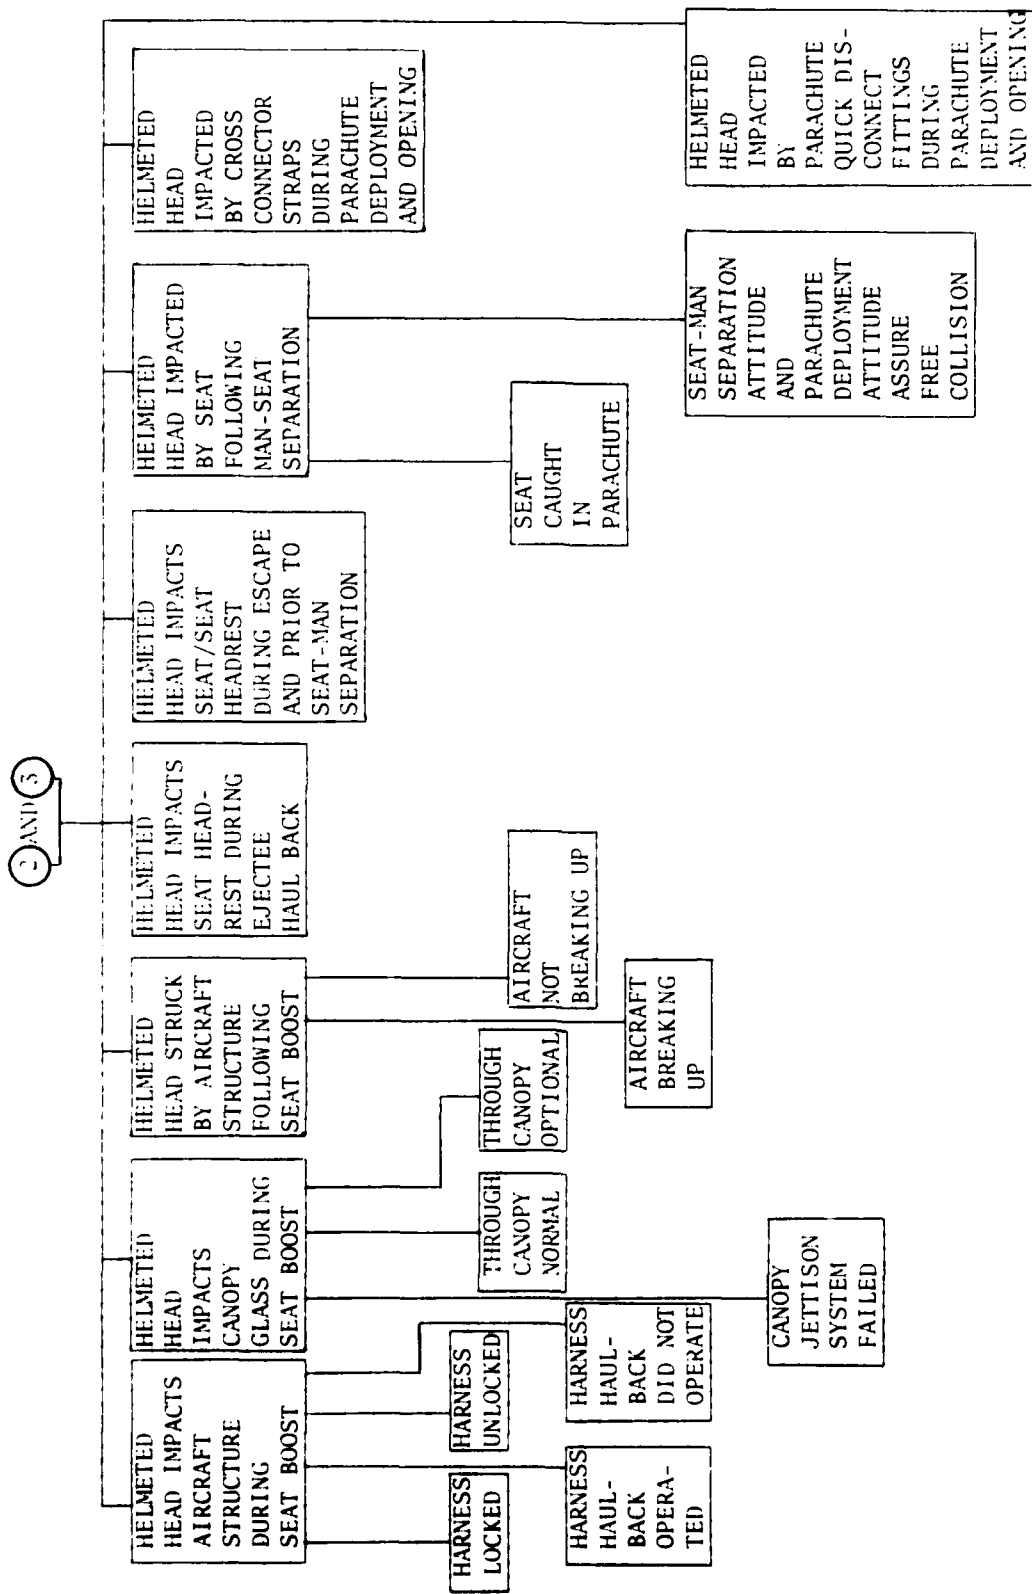 2 AND 3
HELMETED
HEAD IMPACTS
AIRCRAFT
STRUCTURE
DURING
SEAT BOOST
HARNESS
LOCKED
HARNESS
HAUL-
BACK
OPERA-
TED
HARNESS
UNLOCKED
HARNESS
HAUL-
BACK
DID NOT
OPERATE
HELMETED
HEAD
IMPACTS
CANOPY
GLASS DURING
SEAT BOOST
CANOPY
JETTISON
SYSTEM
FAILED
THROUGH
CANOPY
NORMAL
THROUGH
CANOPY
OPTIONAL
HELMETED
HEAD STRUCK
BY AIRCRAFT
STRUCTURE
FOLLOWING
SEAT BOOST
AIRCRAFT
BREAKING
UP
AIRCRAFT
NOT
BREAKING UP
HELMETED
HEAD IMPACTS
SEAT HEAD-
REST DURING
EJECTEE
HAUL BACK
HELMETED
HEAD IMPACTS
SEAT/SEAT
HEADREST
DURING ESCAPE
AND PRIOR TO
SEAT-MAN
SEPARATION
HELMETED
HEAD IMPACTED
BY SEAT
FOLLOWING
MAN-SEAT
SEPARATION
SEAT
CAUGHT
IN
PARACHUTE
SEAT-MAN
SEPARATION
ATTITUDE
AND
PARACHUTE
DEPLOYMENT
ATTITUDE
ASSURE
FREE
COLLISION
HELMETED
HEAD
IMPACTED
BY CROSS
CONNECTOR
STRAPS
DURING
PARACHUTE
DEPLOYMENT
AND OPENING
HELMETED
HEAD
IMPACTED
BY
PARACHUTE
QUICK DIS-
CONNECT
FITTINGS
DURING
PARACHUTE
DEPLOYMENT
AND OPENING